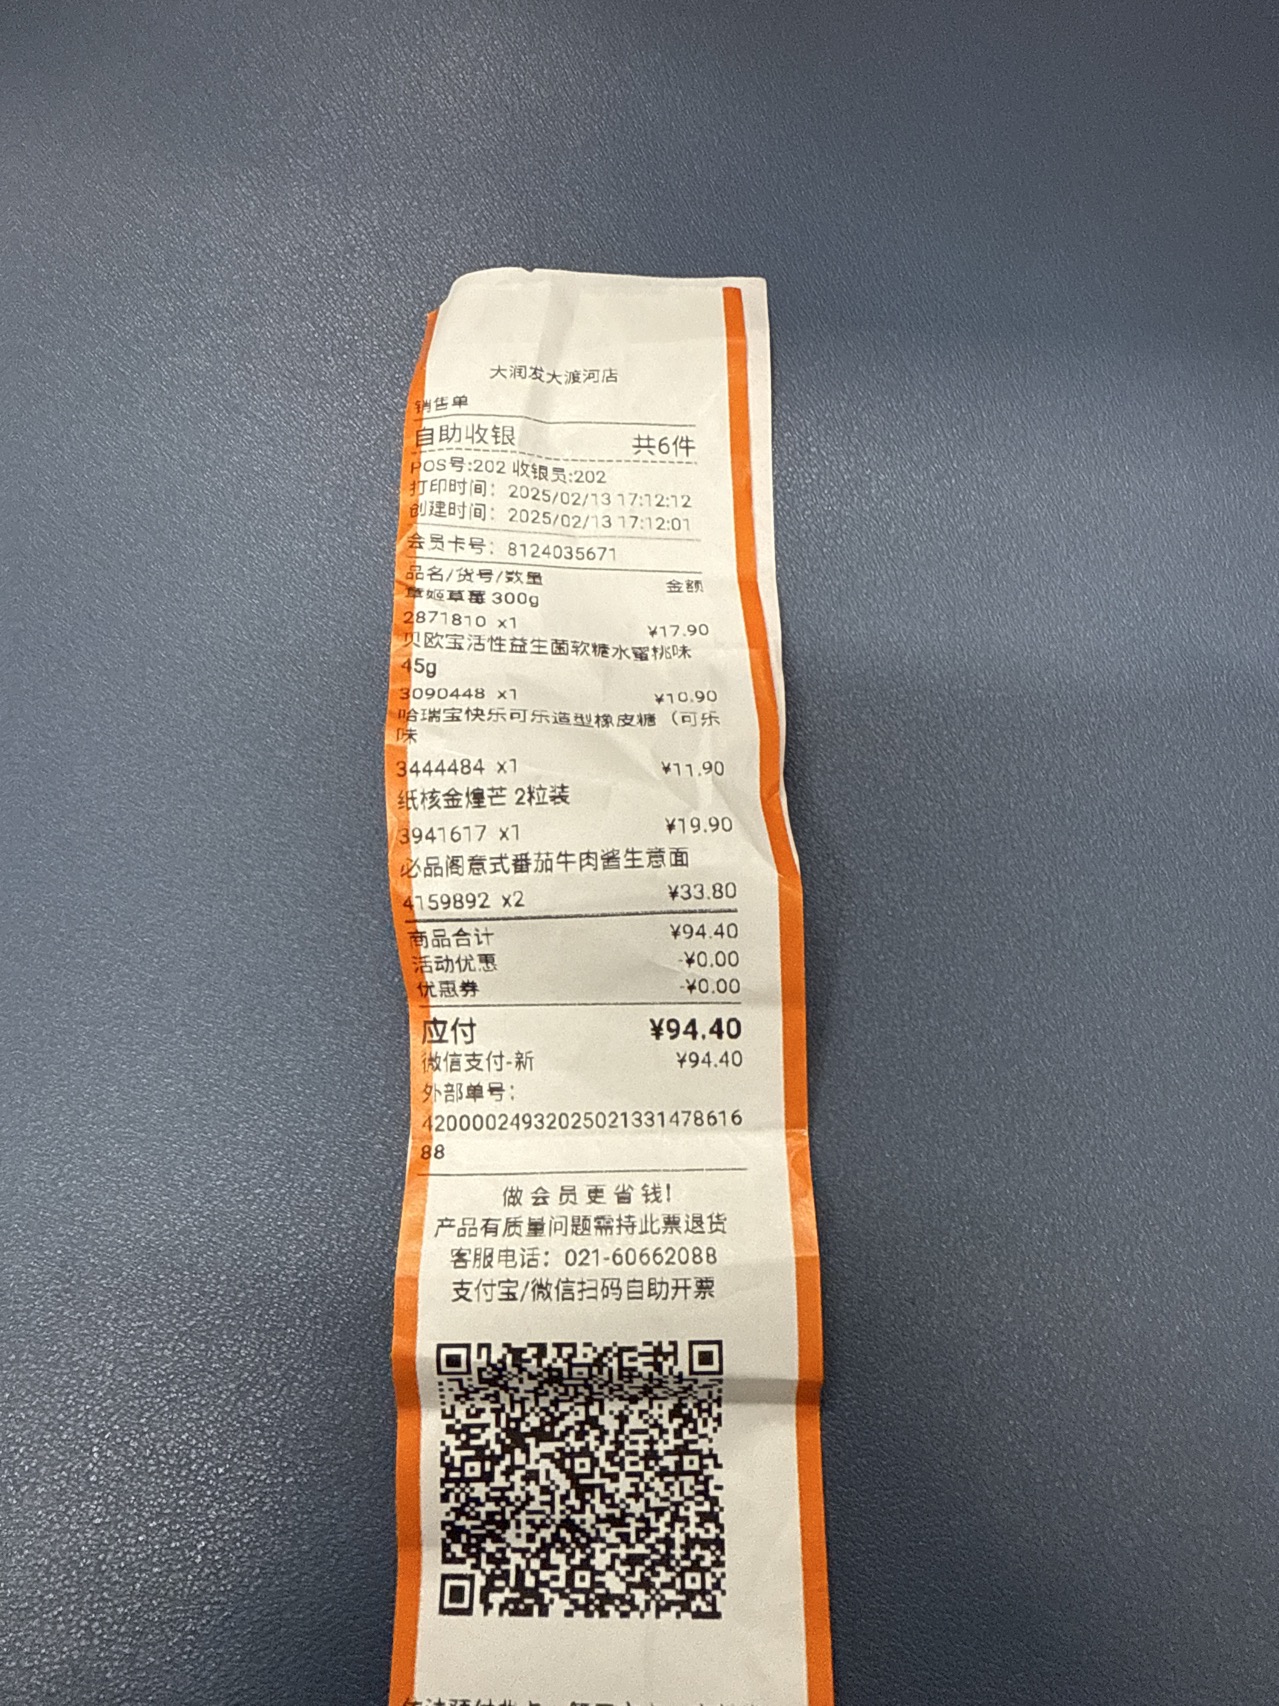 大润发大渡河店
销售单
自助收银 共6件
POS号:202 收银员:202
打印时间：2025/02/13 17:12:12
创建时间：2025/02/13 17:12:01
会员卡号：8124035671
品名/货号/数量 金额
草姬草莓 300g
2871810 x1 ¥17.90
贝欧宝活性益生菌软糖水蜜桃味
45g
3090448 x1 ¥10.90
哈瑞宝快乐可乐造型橡皮糖（可乐
味
3444484 x1 ¥11.90
纸核金煌芒 2粒装
3941617 x1 ¥19.90
必品阁意式番茄牛肉酱生意面
4159892 x2 ¥33.80
商品合计 ¥94.40
活动优惠 -¥0.00
优惠券 -¥0.00
应付 ¥94.40
微信支付-新 ¥94.40
外部单号：
42000024932025021331478616
88
做会员更省钱!
产品有质量问题需持此票退货
客服电话：021-60662088
支付宝/微信扫码自助开票